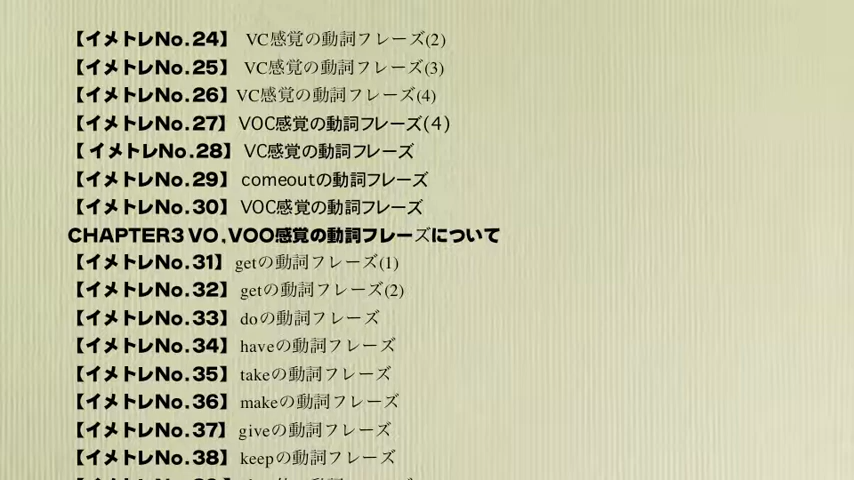 【イメトレNo.24】 VC感覚の動詞フレーズ(2)
【イメトレNo.25】 VC感覚の動詞フレーズ(3)
【イメトレNo.26】VC感覚の動詞フレーズ(4)
【イメトレNo.27】 VOC感覚の動詞フレーズ(4)
【 イメトレNo.28】 VC感覚の動詞フレーズ
【イメトレNo.29】 comeoutの動詞フレーズ
【イメトレNo.30】 VOC感覚の動詞フレーズ
CHAPTER3 VO,VOO感覚の動詞フレーズについて
【イメトレNo.31】 getの動詞フレーズ(1)
【イメトレNo.32】 getの動詞フレーズ(2)
【イメトレNo.33】 doの動詞フレーズ
【イメトレNo.34】 haveの動詞フレーズ
【イメトレNo.35】 takeの動詞フレーズ
【イメトレNo.36】 makeの動詞フレーズ
【イメトレNo.37】 giveの動詞フレーズ
【イメトレNo.38】 keepの動詞フレーズ